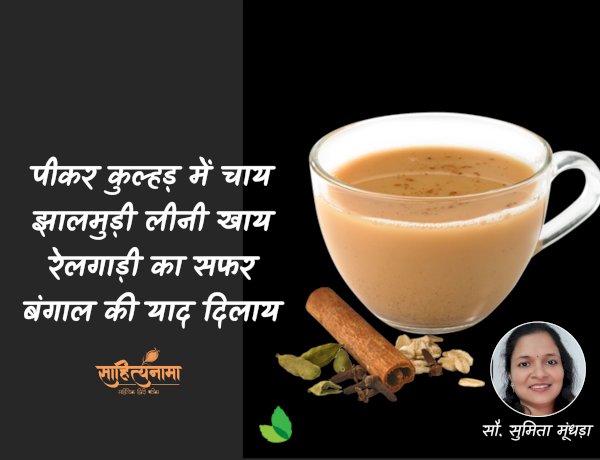 पीकर कुल्हड़ में चाय
झालमुड़ी लीनी खाय
रेलगाड़ी का सफर
बंगाल की याद दिलाय
साहित्यनामा
सौ. सुमिता मूंधड़ा